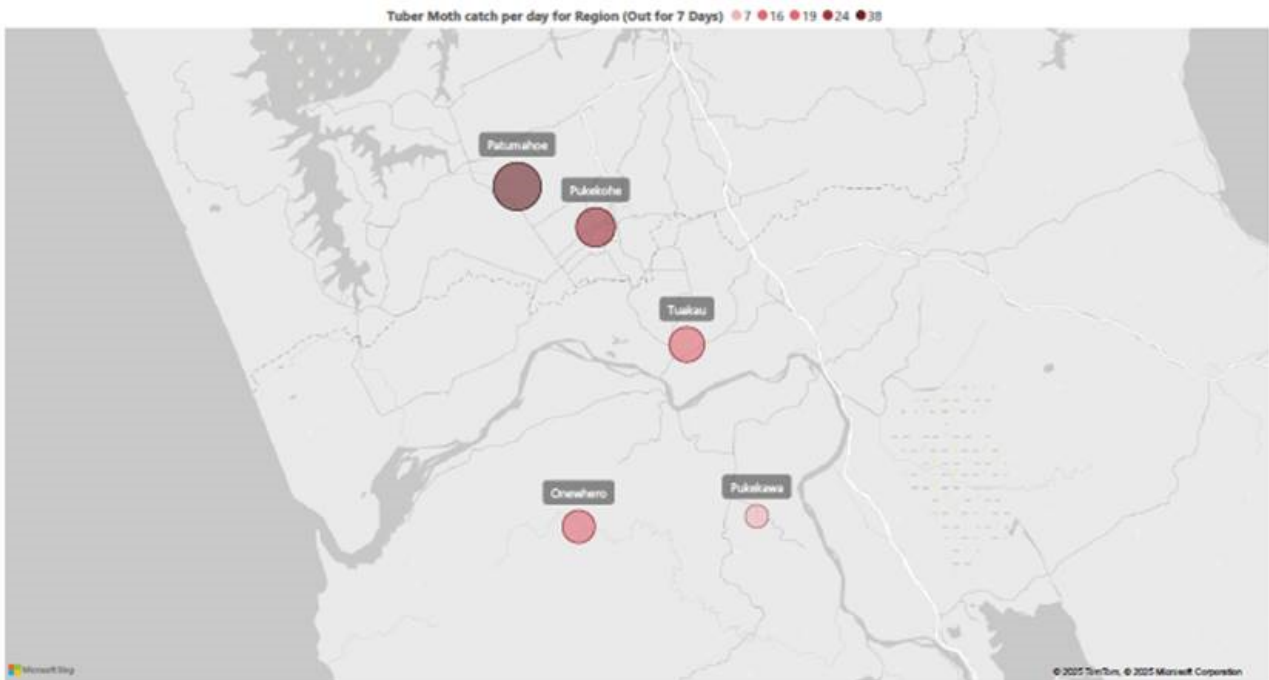 Tuber Moth catch per day for Region (Out for 7 Days) 7 16 19 24 38
Patumahoe
Pukekohe
Tuakau
Onewhero
Pukekawa
Microsoft Bing
© 2025 TomTom, © 2025 Microsoft Corporation